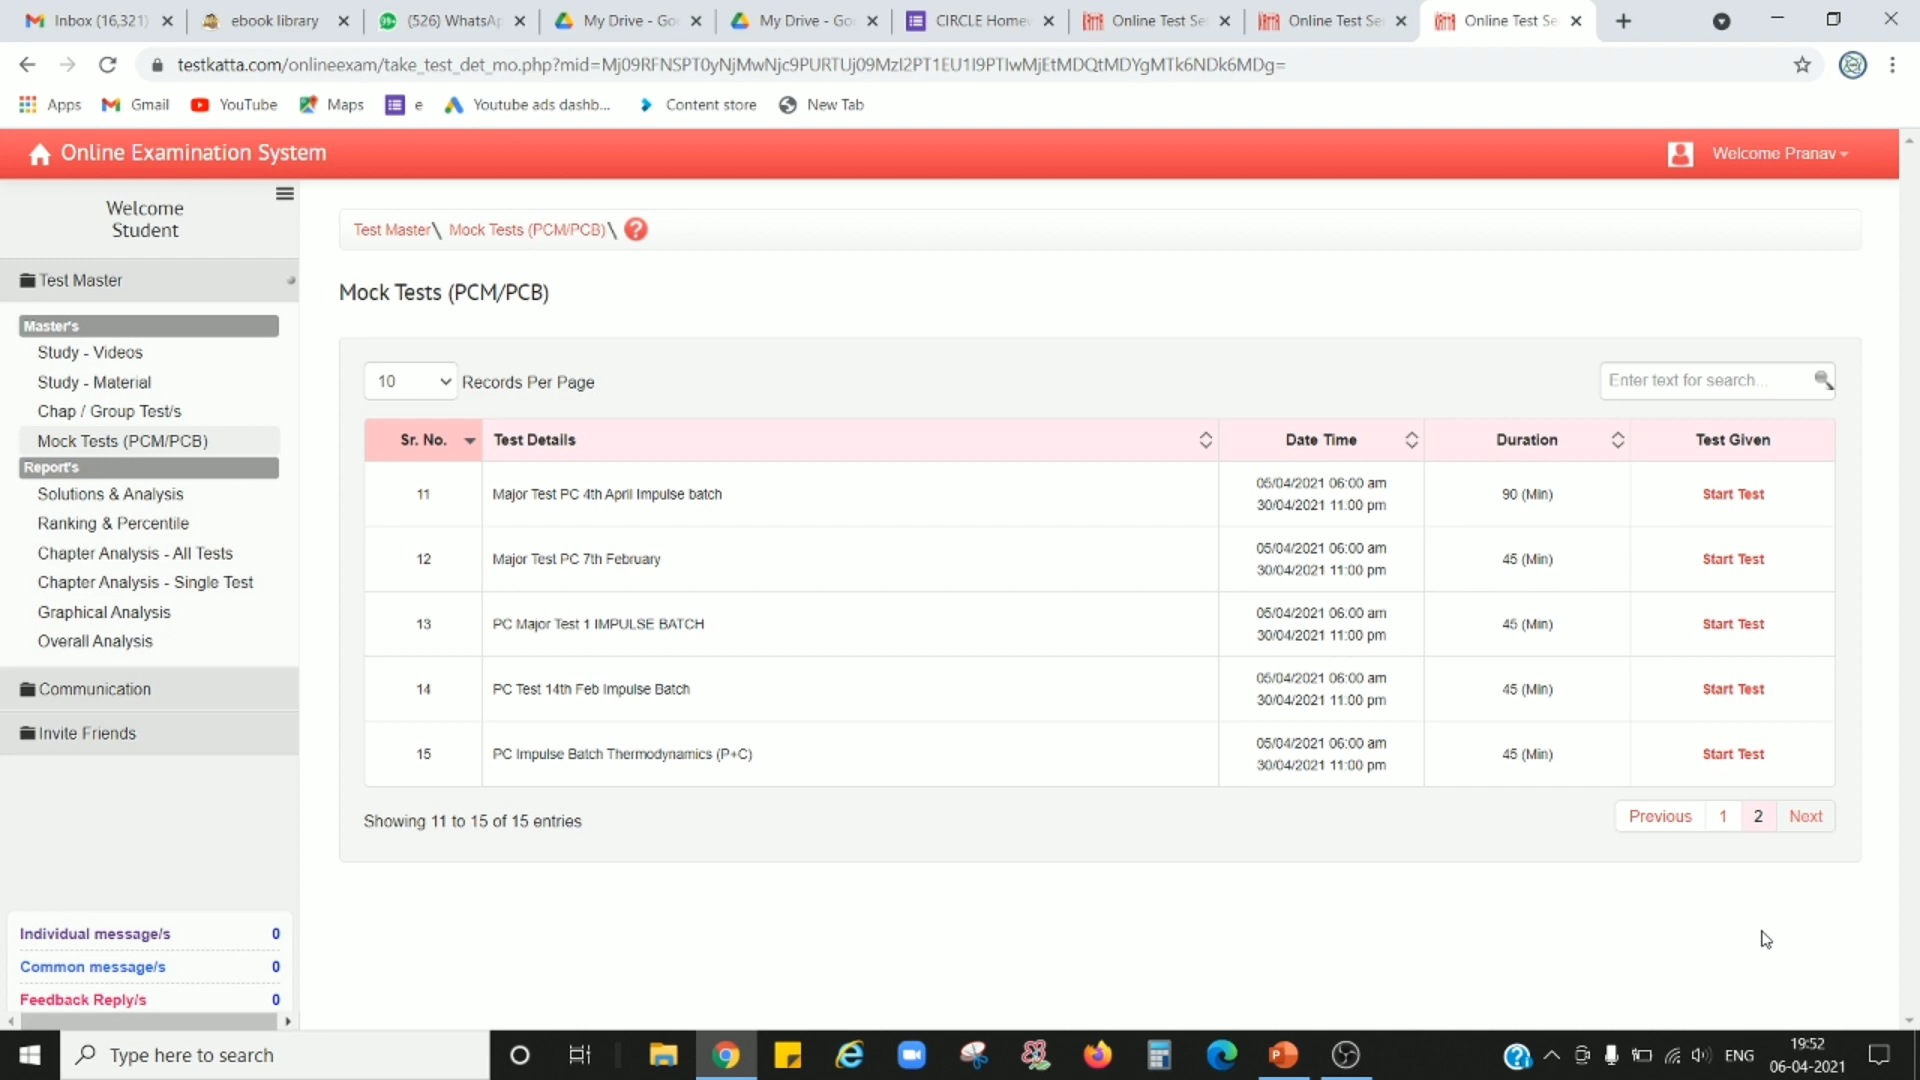 Inbox (16,321)
ebook library
(526) WhatsAp
My Drive - Goo
My Drive - Goo
CIRCLE Homew
Online Test Se
Online Test Se
Online Test Se
testkatta.com/onlineexam/take_test_det_mo.php?mid=Mj09RFNSPT0yNjMwNjc9PURTUj09MzI2PT1EU1I9PTIwMjEtMDQtMDYgMTk6NDk6MDg=
Apps
Gmail
YouTube
Maps
e
Youtube ads dashb...
Content store
New Tab
Online Examination System
Welcome Pranav
Welcome
Student
Test Master
Master's
Study - Videos
Study - Material
Chap / Group Test/s
Mock Tests (PCM/PCB)
Report's
Solutions & Analysis
Ranking & Percentile
Chapter Analysis - All Tests
Chapter Analysis - Single Test
Graphical Analysis
Overall Analysis
Communication
Invite Friends
Individual message/s 0
Common message/s 0
Feedback Reply/s 0
Test Master\ Mock Tests (PCM/PCB)\ ?
Mock Tests (PCM/PCB)
10 Records Per Page
Enter text for search...
Sr. No. Test Details Date Time Duration Test Given
11 Major Test PC 4th April Impulse batch 05/04/2021 06:00 am 90 (Min) Start Test
30/04/2021 11:00 pm
12 Major Test PC 7th February 05/04/2021 06:00 am 45 (Min) Start Test
30/04/2021 11:00 pm
13 PC Major Test 1 IMPULSE BATCH 05/04/2021 06:00 am 45 (Min) Start Test
30/04/2021 11:00 pm
14 PC Test 14th Feb Impulse Batch 05/04/2021 06:00 am 45 (Min) Start Test
30/04/2021 11:00 pm
15 PC Impulse Batch Thermodynamics (P+C) 05/04/2021 06:00 am 45 (Min) Start Test
30/04/2021 11:00 pm
Showing 11 to 15 of 15 entries
Previous 1 2 Next
Type here to search
ENG
19:52
06-04-2021